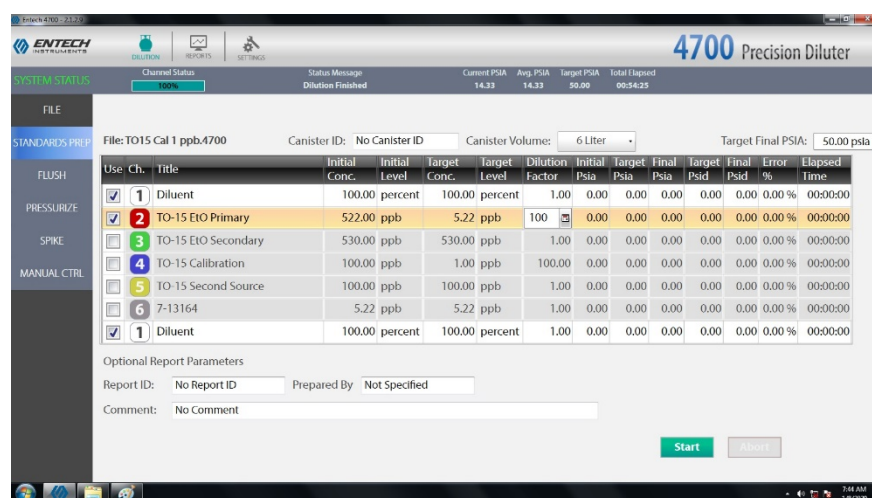 Entech 4700 - 2.1.2.9
ENTECH
INSTRUMENTS
DILUTION REPORTS SETTINGS
4700 Precision Diluter
SYSTEM STATUS
Channel Status Status Message Current PSIA Avg. PSIA Target PSIA Total Elapsed
100% Dilution Finished 14.33 14.33 50.00 00:54:25
FILE
STANDARDS PREP
FLUSH
PRESSURIZE
SPIKE
MANUAL CTRL
File: TO15 Cal 1 ppb.4700 Canister ID: No Canister ID Canister Volume: 6 Liter Target Final PSIA: 50.00 psia
Use Ch. Title Initial Conc. Initial Level Target Conc. Target Level Dilution Factor Initial Psia Target Psia Final Psia Target Psid Final Psid Error % Elapsed Time
1 Diluent 100.00 percent 100.00 percent 1.00 0.00 0.00 0.00 0.00 0.00 0.00 % 00:00:00
2 TO-15 EtO Primary 522.00 ppb 5.22 ppb 100 0.00 0.00 0.00 0.00 0.00 0.00 % 00:00:00
3 TO-15 EtO Secondary 530.00 ppb 530.00 ppb 1.00 0.00 0.00 0.00 0.00 0.00 0.00 % 00:00:00
4 TO-15 Calibration 100.00 ppb 1.00 ppb 100.00 0.00 0.00 0.00 0.00 0.00 0.00 % 00:00:00
5 TO-15 Second Source 100.00 ppb 100.00 ppb 1.00 0.00 0.00 0.00 0.00 0.00 0.00 % 00:00:00
6 7-13164 5.22 ppb 5.22 ppb 1.00 0.00 0.00 0.00 0.00 0.00 0.00 % 00:00:00
1 Diluent 100.00 percent 100.00 percent 1.00 0.00 0.00 0.00 0.00 0.00 0.00 % 00:00:00
Optional Report Parameters
Report ID: No Report ID Prepared By Not Specified
Comment: No Comment
Start Abort
7:44 AM